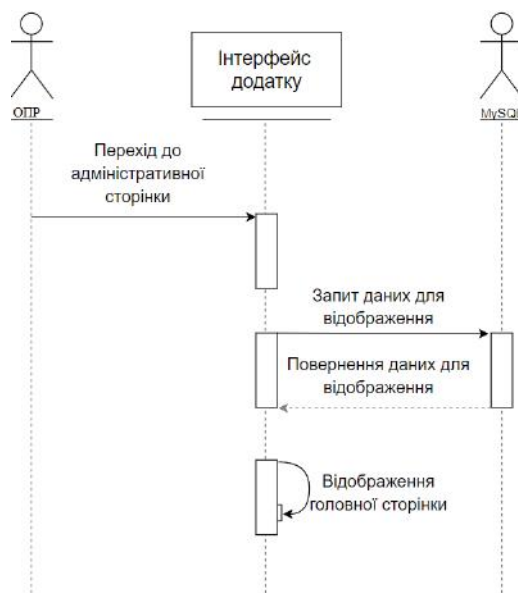 Інтерфейс
додатку
ОПР
MySQL
Перехід до
адміністративної
сторінки
Запит даних для
відображення
Повернення даних для
відображення
Відображення
головної сторінки